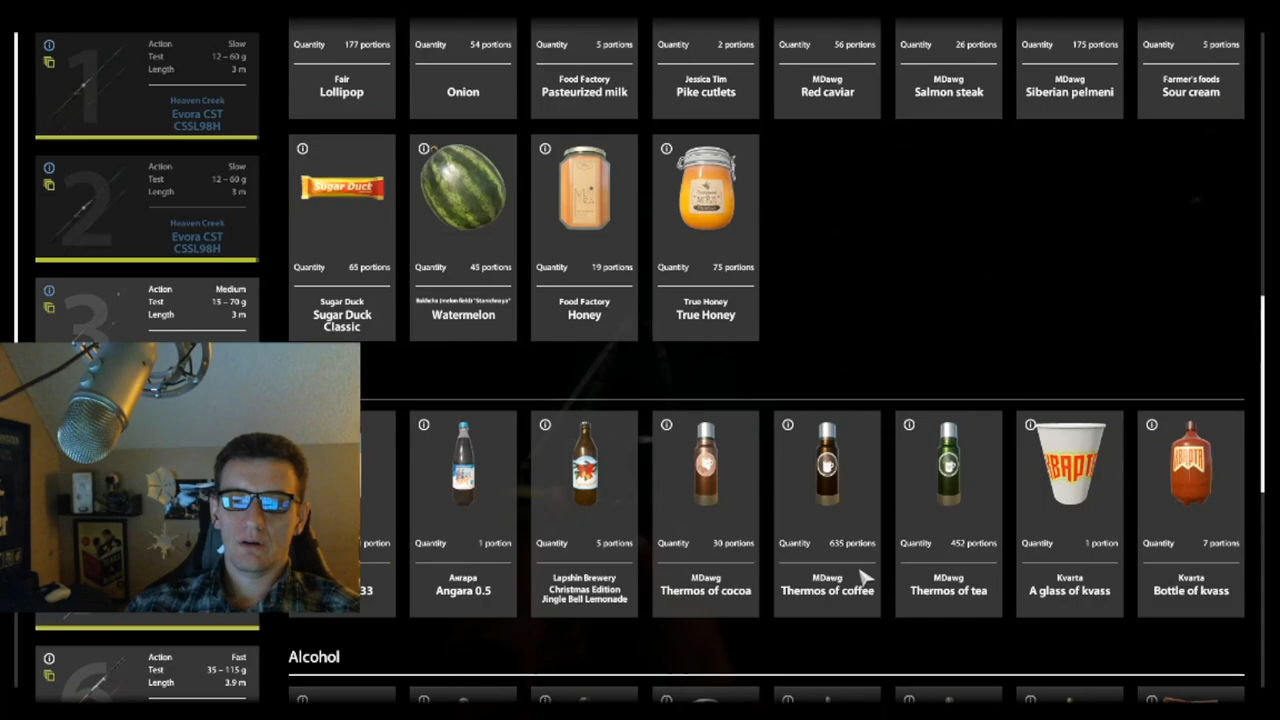 1
Action Slow
Test 12 – 60 g
Length 3 m
Heaven Creek
Evora CST
CSSL98H
2
Action Slow
Test 12 – 60 g
Length 3 m
Heaven Creek
Evora CST
CSSL98H
3
Action Medium
Test 15 – 70 g
Length 3 m
6
Action Fast
Test 35 – 115 g
Length 3.9 m
Quantity 177 portions
Fair
Lollipop
Quantity 54 portions
Onion
Quantity 5 portions
Food Factory
Pasteurized milk
Quantity 2 portions
Jessica Tim
Pike cutlets
Quantity 56 portions
MDawg
Red caviar
Quantity 26 portions
MDawg
Salmon steak
Quantity 175 portions
MDawg
Siberian pelmeni
Quantity 5 portions
Farmer's foods
Sour cream
Sugar Duck
Quantity 65 portions
Sugar Duck
Sugar Duck
Classic
Quantity 45 portions
Watermelon
Quantity 19 portions
Food Factory
Honey
Quantity 75 portions
True Honey
True Honey
portion
33
Quantity 1 portion
Ангара
Angara 0.5
Quantity 5 portions
Lapshin Brewery
Christmas Edition
Jingle Bell Lemonade
Quantity 30 portions
MDawg
Thermos of cocoa
Quantity 635 portions
MDawg
Thermos of coffee
Quantity 452 portions
MDawg
Thermos of tea
Quantity 1 portion
Kvarta
A glass of kvass
КВАРТА
Quantity 7 portions
Kvarta
Bottle of kvass
Alcohol